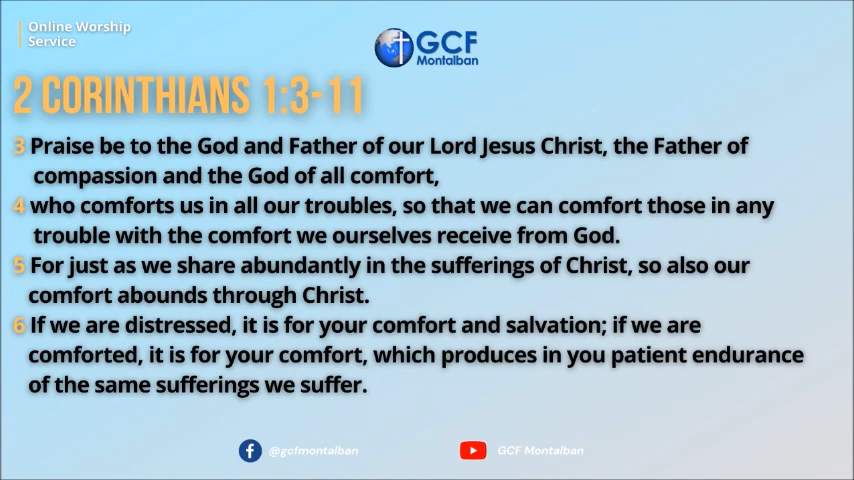 Online Worship
Service
GCF
Montalban
2 CORINTHIANS 1:3-11
3 Praise be to the God and Father of our Lord Jesus Christ, the Father of
compassion and the God of all comfort,
4 who comforts us in all our troubles, so that we can comfort those in any
trouble with the comfort we ourselves receive from God.
5 For just as we share abundantly in the sufferings of Christ, so also our
comfort abounds through Christ.
6 If we are distressed, it is for your comfort and salvation; if we are
comforted, it is for your comfort, which produces in you patient endurance
of the same sufferings we suffer.
@gcfmontalban
GCF Montalban